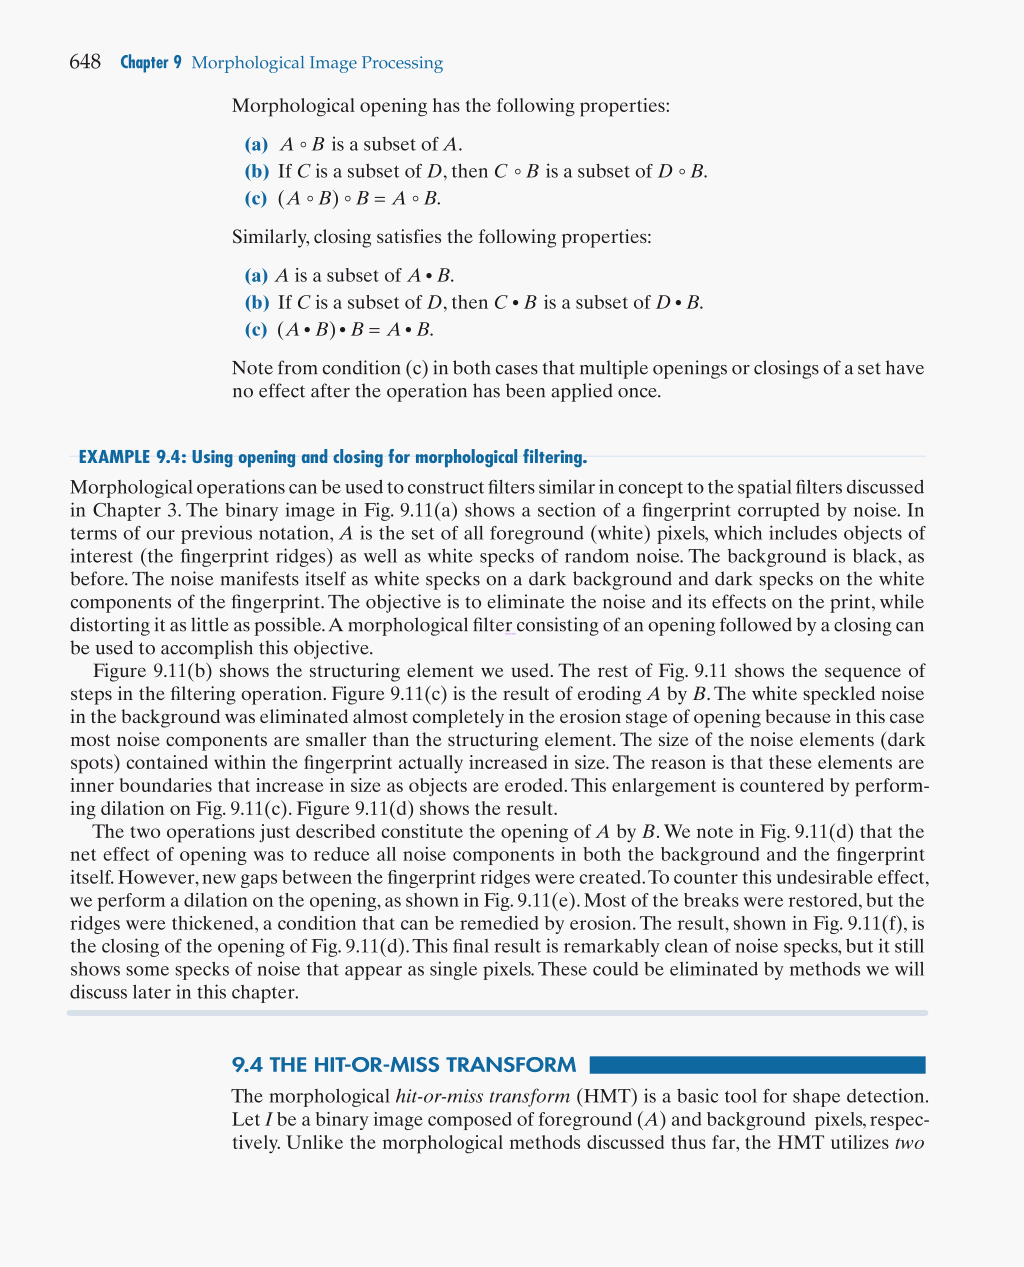 648 Chapter 9 Morphological Image Processing
Morphological opening has the following properties:
(a) A ∘ B is a subset of A.
(b) If C is a subset of D, then C ∘ B is a subset of D ∘ B.
(c) (A ∘ B) ∘ B = A ∘ B.
Similarly, closing satisfies the following properties:
(a) A is a subset of A • B.
(b) If C is a subset of D, then C • B is a subset of D • B.
(c) (A • B) • B = A • B.
Note from condition (c) in both cases that multiple openings or closings of a set have
no effect after the operation has been applied once.
EXAMPLE 9.4: Using opening and closing for morphological filtering.
Morphological operations can be used to construct filters similar in concept to the spatial filters discussed
in Chapter 3. The binary image in Fig. 9.11(a) shows a section of a fingerprint corrupted by noise. In
terms of our previous notation, A is the set of all foreground (white) pixels, which includes objects of
interest (the fingerprint ridges) as well as white specks of random noise. The background is black, as
before. The noise manifests itself as white specks on a dark background and dark specks on the white
components of the fingerprint. The objective is to eliminate the noise and its effects on the print, while
distorting it as little as possible. A morphological filter consisting of an opening followed by a closing can
be used to accomplish this objective.
Figure 9.11(b) shows the structuring element we used. The rest of Fig. 9.11 shows the sequence of
steps in the filtering operation. Figure 9.11(c) is the result of eroding A by B. The white speckled noise
in the background was eliminated almost completely in the erosion stage of opening because in this case
most noise components are smaller than the structuring element. The size of the noise elements (dark
spots) contained within the fingerprint actually increased in size. The reason is that these elements are
inner boundaries that increase in size as objects are eroded. This enlargement is countered by perform-
ing dilation on Fig. 9.11(c). Figure 9.11(d) shows the result.
The two operations just described constitute the opening of A by B. We note in Fig. 9.11(d) that the
net effect of opening was to reduce all noise components in both the background and the fingerprint
itself. However, new gaps between the fingerprint ridges were created. To counter this undesirable effect,
we perform a dilation on the opening, as shown in Fig. 9.11(e). Most of the breaks were restored, but the
ridges were thickened, a condition that can be remedied by erosion. The result, shown in Fig. 9.11(f), is
the closing of the opening of Fig. 9.11(d). This final result is remarkably clean of noise specks, but it still
shows some specks of noise that appear as single pixels. These could be eliminated by methods we will
discuss later in this chapter.
9.4 THE HIT-OR-MISS TRANSFORM
The morphological hit-or-miss transform (HMT) is a basic tool for shape detection.
Let I be a binary image composed of foreground (A) and background pixels, respec-
tively. Unlike the morphological methods discussed thus far, the HMT utilizes two